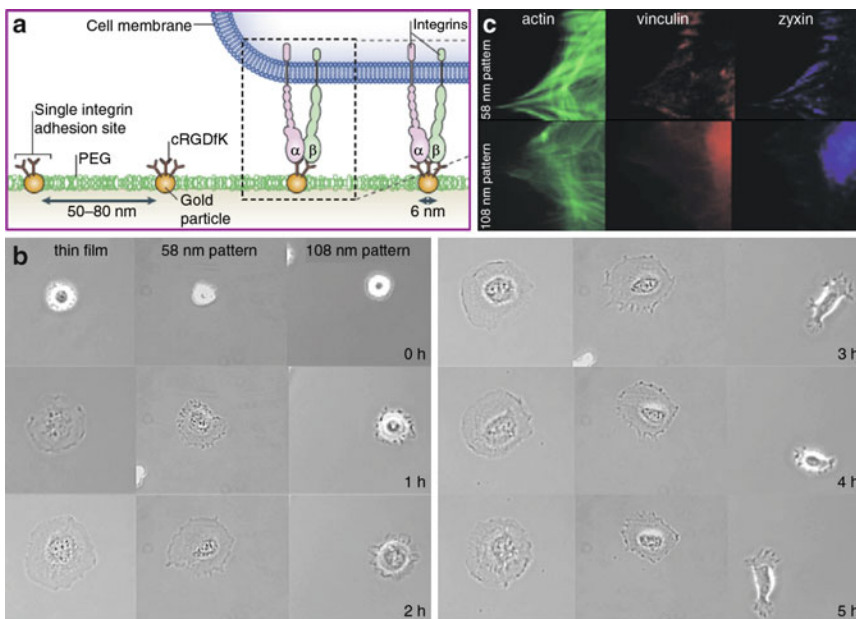 a
Cell membrane
Integrins
Single integrin
adhesion site
PEG
cRGDfK
α
β
α
β
50–80 nm
Gold
particle
6 nm
c
actin
vinculin
zyxin
58 nm pattern
108 nm pattern
b
thin film
58 nm pattern
108 nm pattern
0 h
1 h
2 h
3 h
4 h
5 h